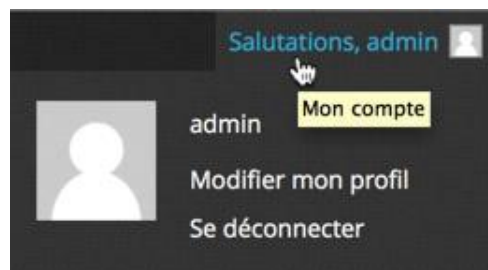 Salutations, admin
Mon compte
admin
Modifier mon profil
Se déconnecter